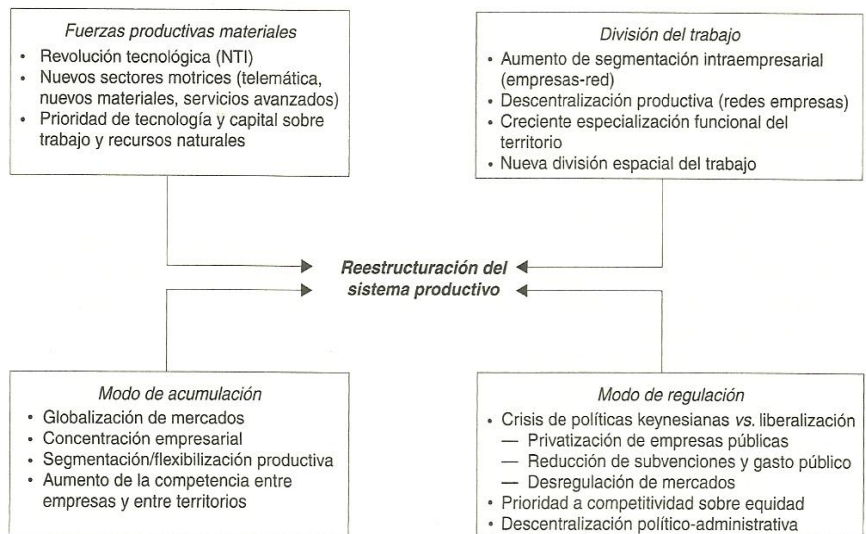 Fuerzas productivas materiales
• Revolución tecnológica (NTI)
• Nuevos sectores motrices (telemática,
nuevos materiales, servicios avanzados)
• Prioridad de tecnología y capital sobre
trabajo y recursos naturales
División del trabajo
• Aumento de segmentación intraempresarial
(empresas-red)
• Descentralización productiva (redes empresas)
• Creciente especialización funcional del
territorio
• Nueva división espacial del trabajo
Reestructuración del
sistema productivo
Modo de acumulación
• Globalización de mercados
• Concentración empresarial
• Segmentación/flexibilización productiva
• Aumento de la competencia entre
empresas y entre territorios
Modo de regulación
• Crisis de políticas keynesianas vs. liberalización
— Privatización de empresas públicas
— Reducción de subvenciones y gasto público
— Desregulación de mercados
• Prioridad a competitividad sobre equidad
• Descentralización político-administrativa